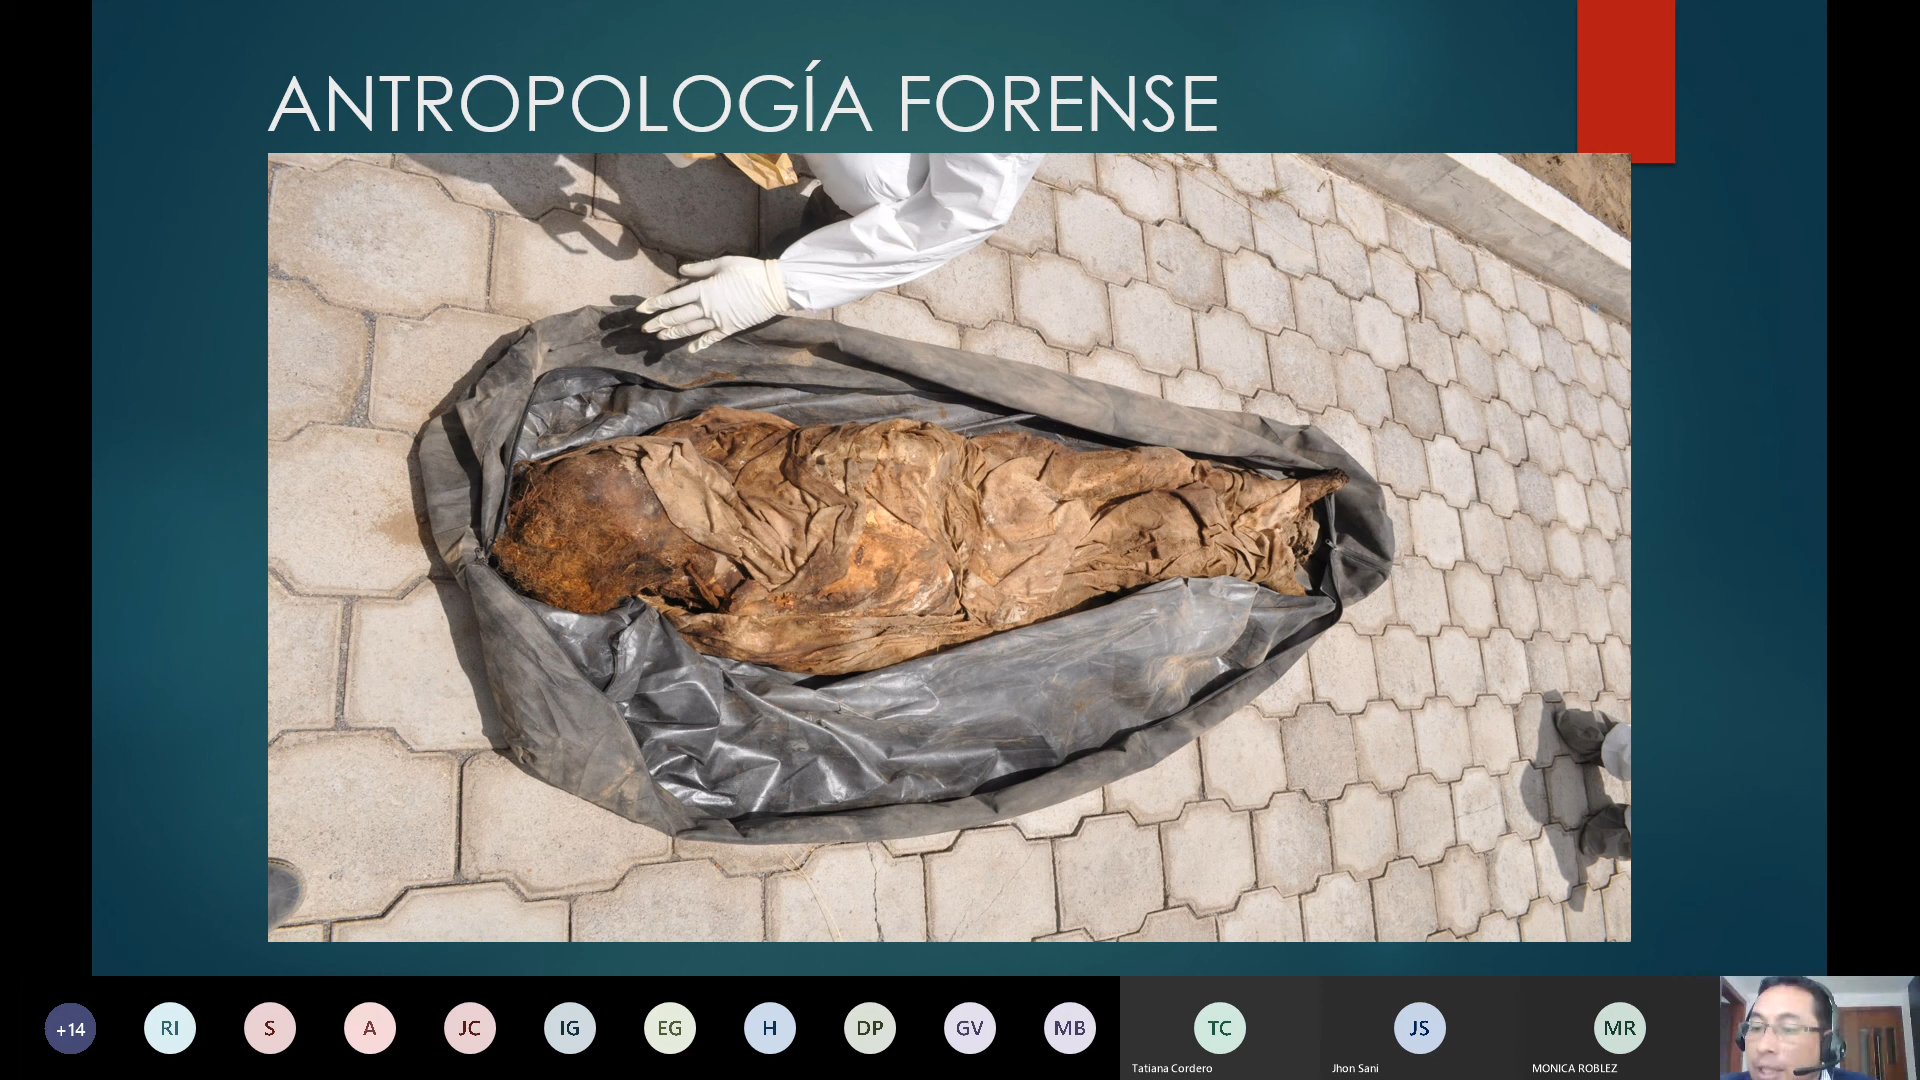 ANTROPOLOGÍA FORENSE
+14
RI
S
A
JC
IG
EG
H
DP
GV
MB
TC
JS
MR
Tatiana Cordero
Jhon Sani
MONICA ROBLEZ